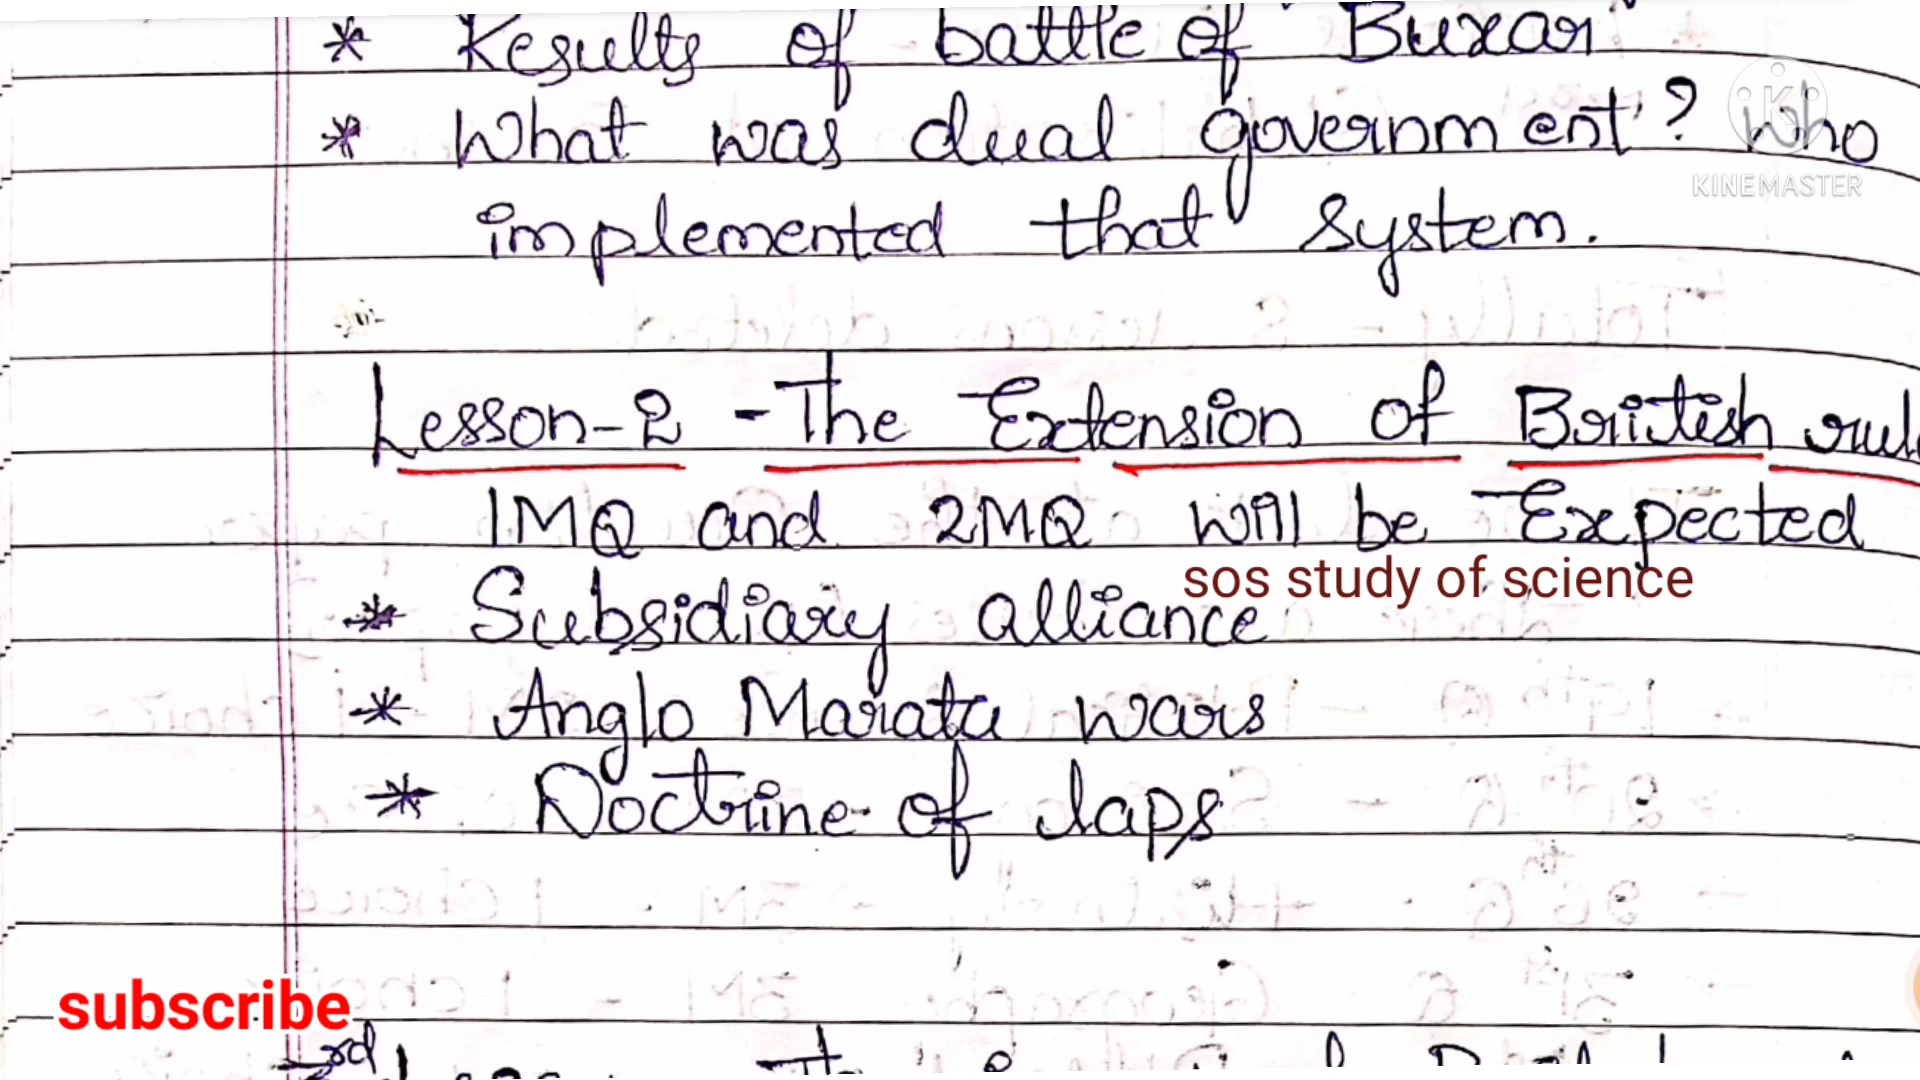 * Results of battle of "Buxar"
* What was dual government? Who
implemented that system.
KINEMASTER
Lesson-2 - The Extension of British rule
1MQ and 2MQ will be Expected
sos study of science
* Subsidiary alliance
* Anglo Marata wars
* Doctrine of laps
subscribe